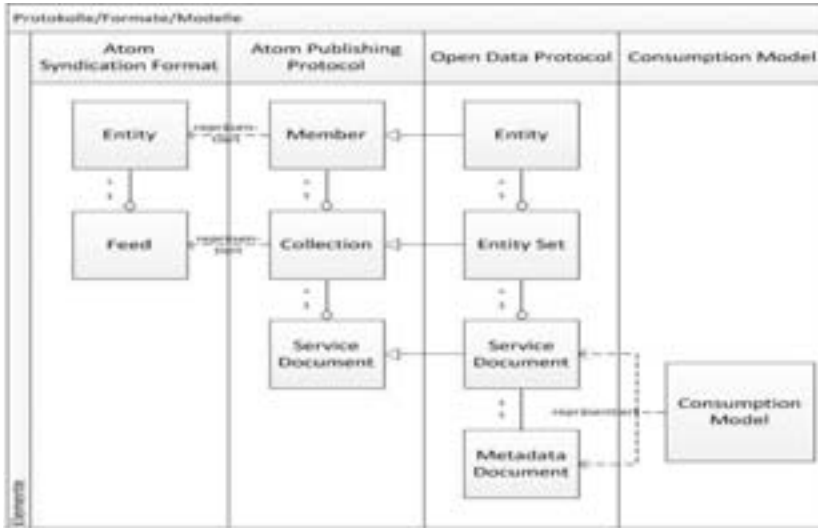 Protokolle/Formate/Modelle
Atom
Syndication Format
Atom Publishing
Protocol
Open Data Protocol
Consumption Model
Entity
Member
Entity
Feed
Collection
Entity Set
Service
Document
Service
Document
Consumption
Model
Metadata
Document
Elemente